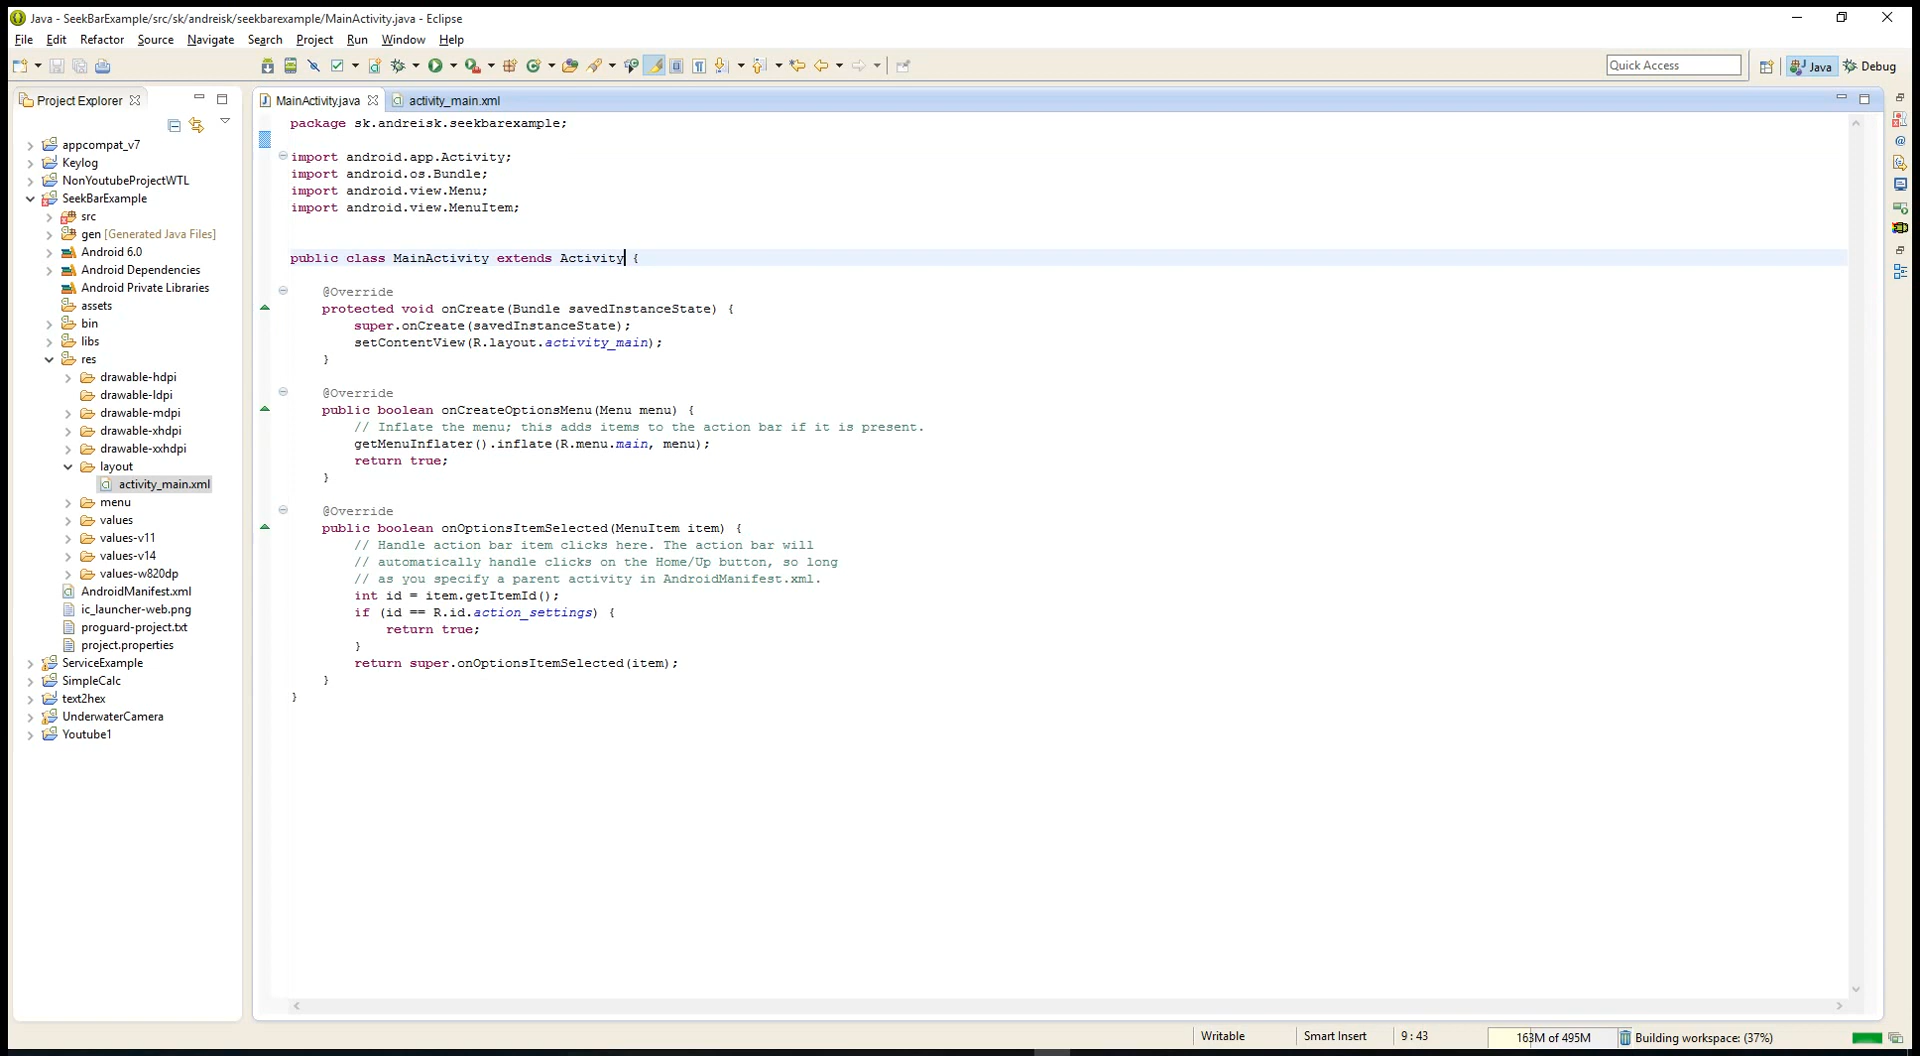 Java - SeekBarExample/src/sk/andreisk/seekbarexample/MainActivity.java - Eclipse
File Edit Refactor Source Navigate Search Project Run Window Help
Quick Access
Java
Debug
Project Explorer
MainActivity.java
activity_main.xml
appcompat_v7
Keylog
NonYoutubeProjectWTL
SeekBarExample
src
gen [Generated Java Files]
Android 6.0
Android Dependencies
Android Private Libraries
assets
bin
libs
res
drawable-hdpi
drawable-ldpi
drawable-mdpi
drawable-xhdpi
drawable-xxhdpi
layout
activity_main.xml
menu
values
values-v11
values-v14
values-w820dp
AndroidManifest.xml
ic_launcher-web.png
proguard-project.txt
project.properties
ServiceExample
SimpleCalc
text2hex
UnderwaterCamera
Youtube1
package sk.andreisk.seekbarexample;
import android.app.Activity;
import android.os.Bundle;
import android.view.Menu;
import android.view.MenuItem;
public class MainActivity extends Activity {
@Override
protected void onCreate(Bundle savedInstanceState) {
super.onCreate(savedInstanceState);
setContentView(R.layout.activity_main);
}
@Override
public boolean onCreateOptionsMenu(Menu menu) {
// Inflate the menu; this adds items to the action bar if it is present.
getMenuInflater().inflate(R.menu.main, menu);
return true;
}
@Override
public boolean onOptionsItemSelected(MenuItem item) {
// Handle action bar item clicks here. The action bar will
// automatically handle clicks on the Home/Up button, so long
// as you specify a parent activity in AndroidManifest.xml.
int id = item.getItemId();
if (id == R.id.action_settings) {
return true;
}
return super.onOptionsItemSelected(item);
}
}
Writable
Smart Insert
9 : 43
163M of 495M
Building workspace: (37%)